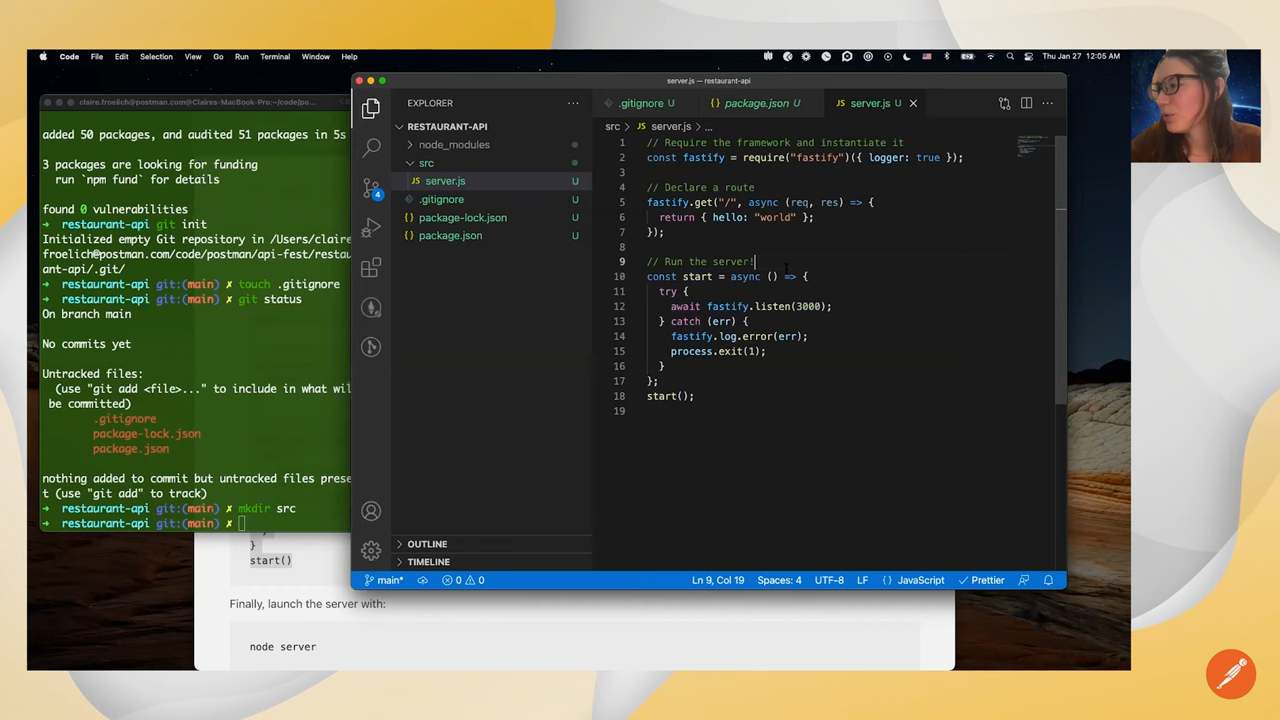 Code File Edit Selection View Go Run Terminal Window Help Thu Jan 27 12:05 AM
claire.froelich@postman.com@Claires-MacBook-Pro:~/code/po...
added 50 packages, and audited 51 packages in 5s
3 packages are looking for funding
run `npm fund` for details
found 0 vulnerabilities
➜ restaurant-api git:(main) ✗ git init
Initialized empty Git repository in /Users/claire
froelich@postman.com/code/postman/api-fest/restau
ant-api/.git/
➜ restaurant-api git:(main) ✗ touch .gitignore
➜ restaurant-api git:(main) ✗ git status
On branch main
No commits yet
Untracked files:
(use "git add <file>..." to include in what wil
be committed)
.gitignore
package-lock.json
package.json
nothing added to commit but untracked files prese
t (use "git add" to track)
➜ restaurant-api git:(main) ✗ mkdir src
➜ restaurant-api git:(main) ✗
}
start()
Finally, launch the server with:
node server
server.js — restaurant-api
EXPLORER
RESTAURANT-API
node_modules
src
JS server.js U
.gitignore U
package-lock.json U
package.json U
OUTLINE
TIMELINE
4
.gitignore U package.json U JS server.js U
src > JS server.js > ...
1 // Require the framework and instantiate it
2 const fastify = require("fastify")({ logger: true });
3
4 // Declare a route
5 fastify.get("/", async (req, res) => {
6 return { hello: "world" };
7 });
8
9 // Run the server!
10 const start = async () => {
11 try {
12 await fastify.listen(3000);
13 } catch (err) {
14 fastify.log.error(err);
15 process.exit(1);
16 }
17 };
18 start();
19
main* 0 0 Ln 9, Col 19 Spaces: 4 UTF-8 LF { } JavaScript Prettier